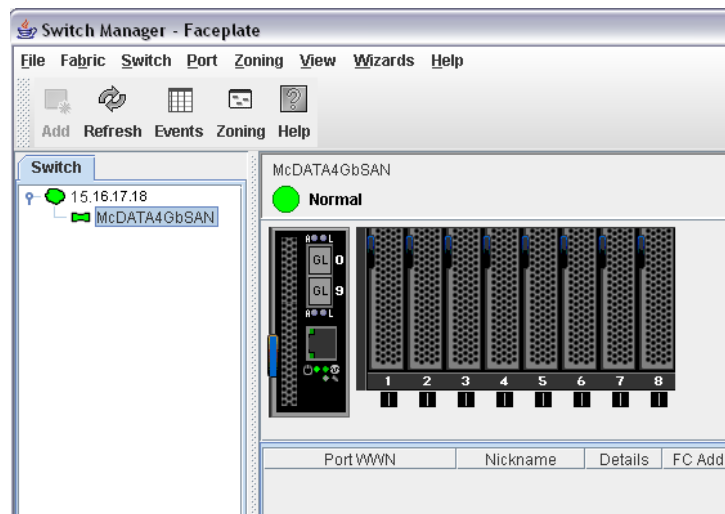 Switch Manager - Faceplate
File Fabric Switch Port Zoning View Wizards Help
Add Refresh Events Zoning Help
Switch
15.16.17.18
McDATA4GbSAN
McDATA4GbSAN
Normal
A L
GL 0
GL 9
A L
1 2 3 4 5 6 7 8
Port WWN Nickname Details FC Add